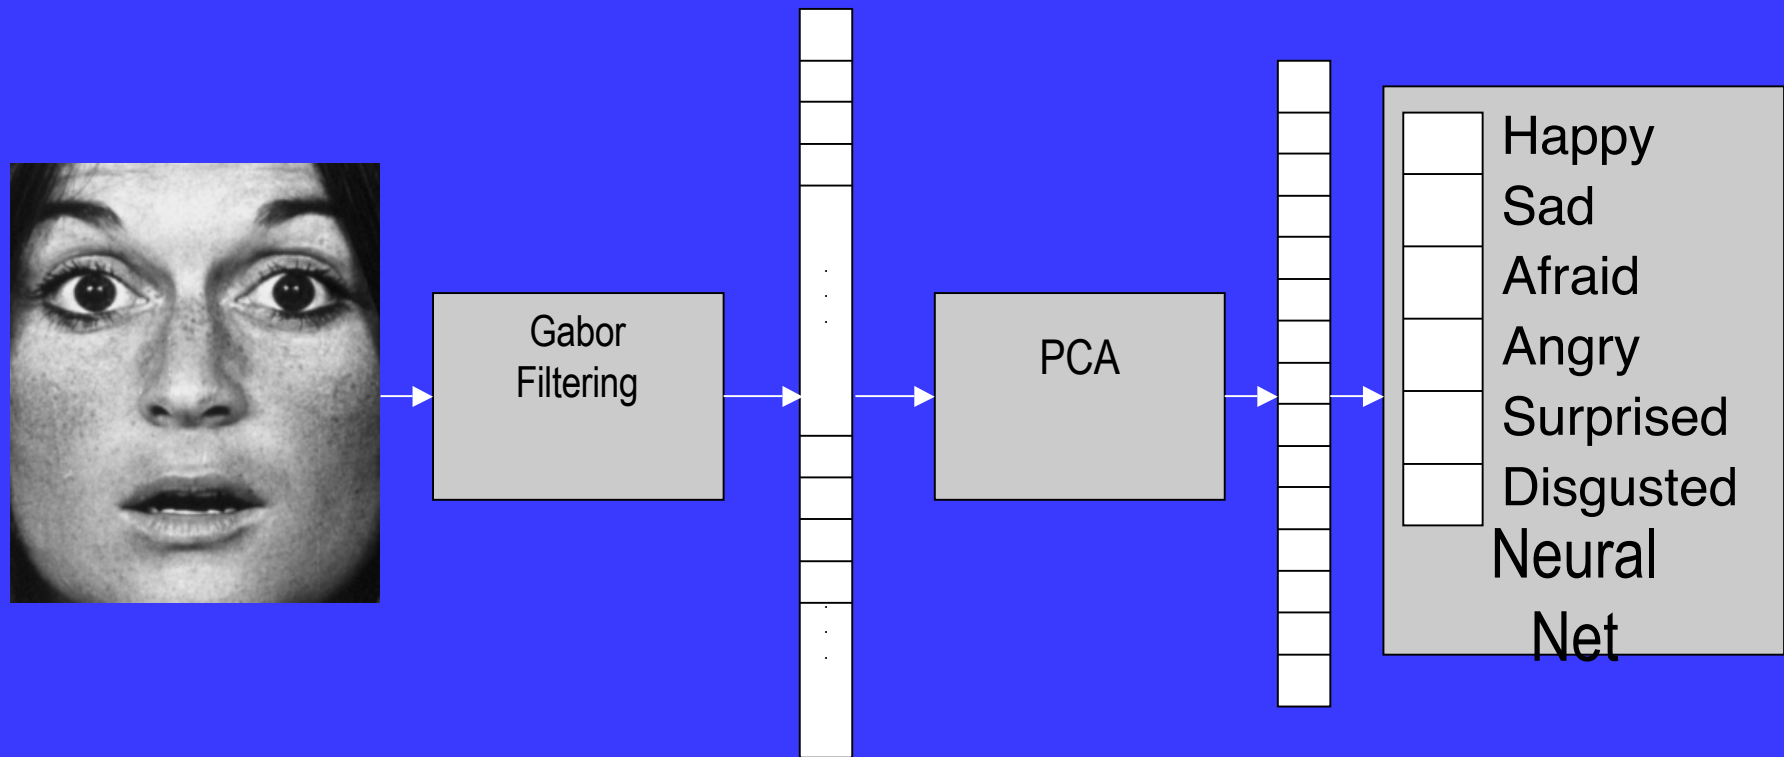 Gabor
Filtering
PCA
Happy
Sad
Afraid
Angry
Surprised
Disgusted
Neural
Net